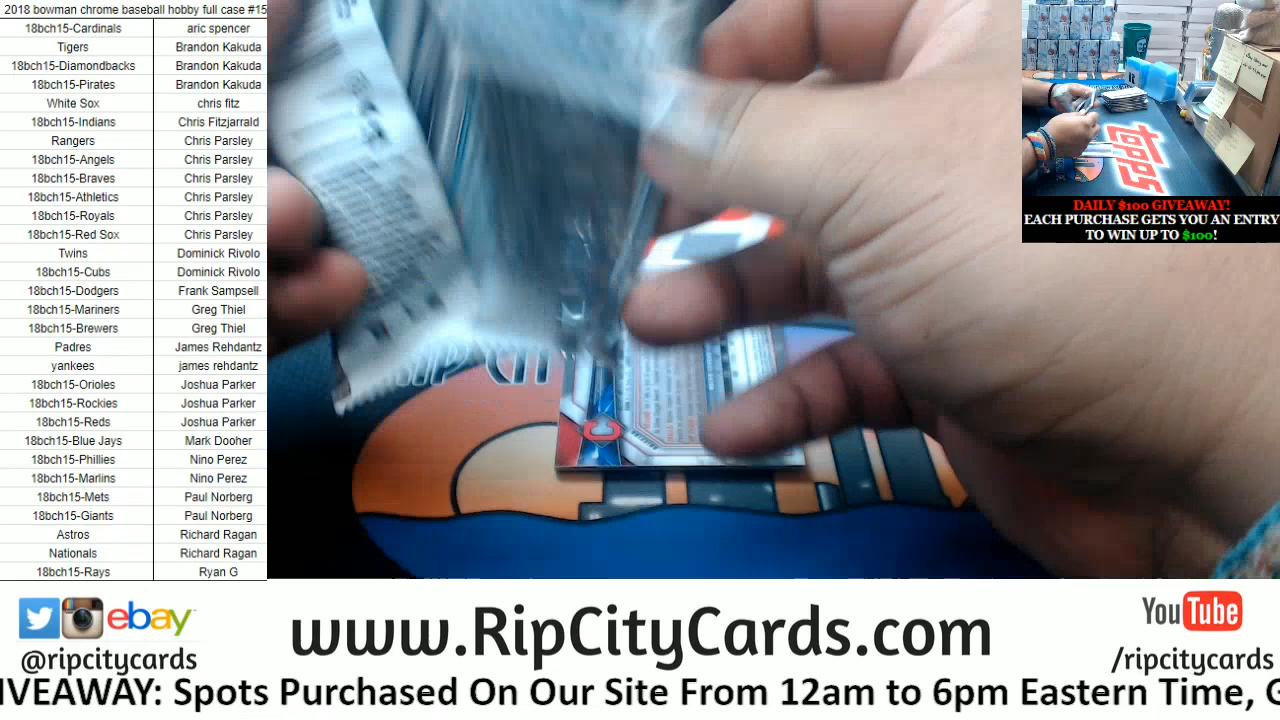 2018 bowman chrome baseball hobby full case #15
18bch15-Cardinals aric spencer
Tigers Brandon Kakuda
18bch15-Diamondbacks Brandon Kakuda
18bch15-Pirates Brandon Kakuda
White Sox chris fitz
18bch15-Indians Chris Fitzjarrald
Rangers Chris Parsley
18bch15-Angels Chris Parsley
18bch15-Braves Chris Parsley
18bch15-Athletics Chris Parsley
18bch15-Royals Chris Parsley
18bch15-Red Sox Chris Parsley
Twins Dominick Rivolo
18bch15-Cubs Dominick Rivolo
18bch15-Dodgers Frank Sampsell
18bch15-Mariners Greg Thiel
18bch15-Brewers Greg Thiel
Padres James Rehdantz
yankees james rehdantz
18bch15-Orioles Joshua Parker
18bch15-Rockies Joshua Parker
18bch15-Reds Joshua Parker
18bch15-Blue Jays Mark Dooher
18bch15-Phillies Nino Perez
18bch15-Marlins Nino Perez
18bch15-Mets Paul Norberg
18bch15-Giants Paul Norberg
Astros Richard Ragan
Nationals Richard Ragan
18bch15-Rays Ryan G
topps
DAILY $100 GIVEAWAY!
EACH PURCHASE GETS YOU AN ENTRY
TO WIN UP TO $100!
ebay
@ripcitycards
www.RipCityCards.com
YouTube
/ripcitycards
IVEAWAY: Spots Purchased On Our Site From 12am to 6pm Eastern Time, G